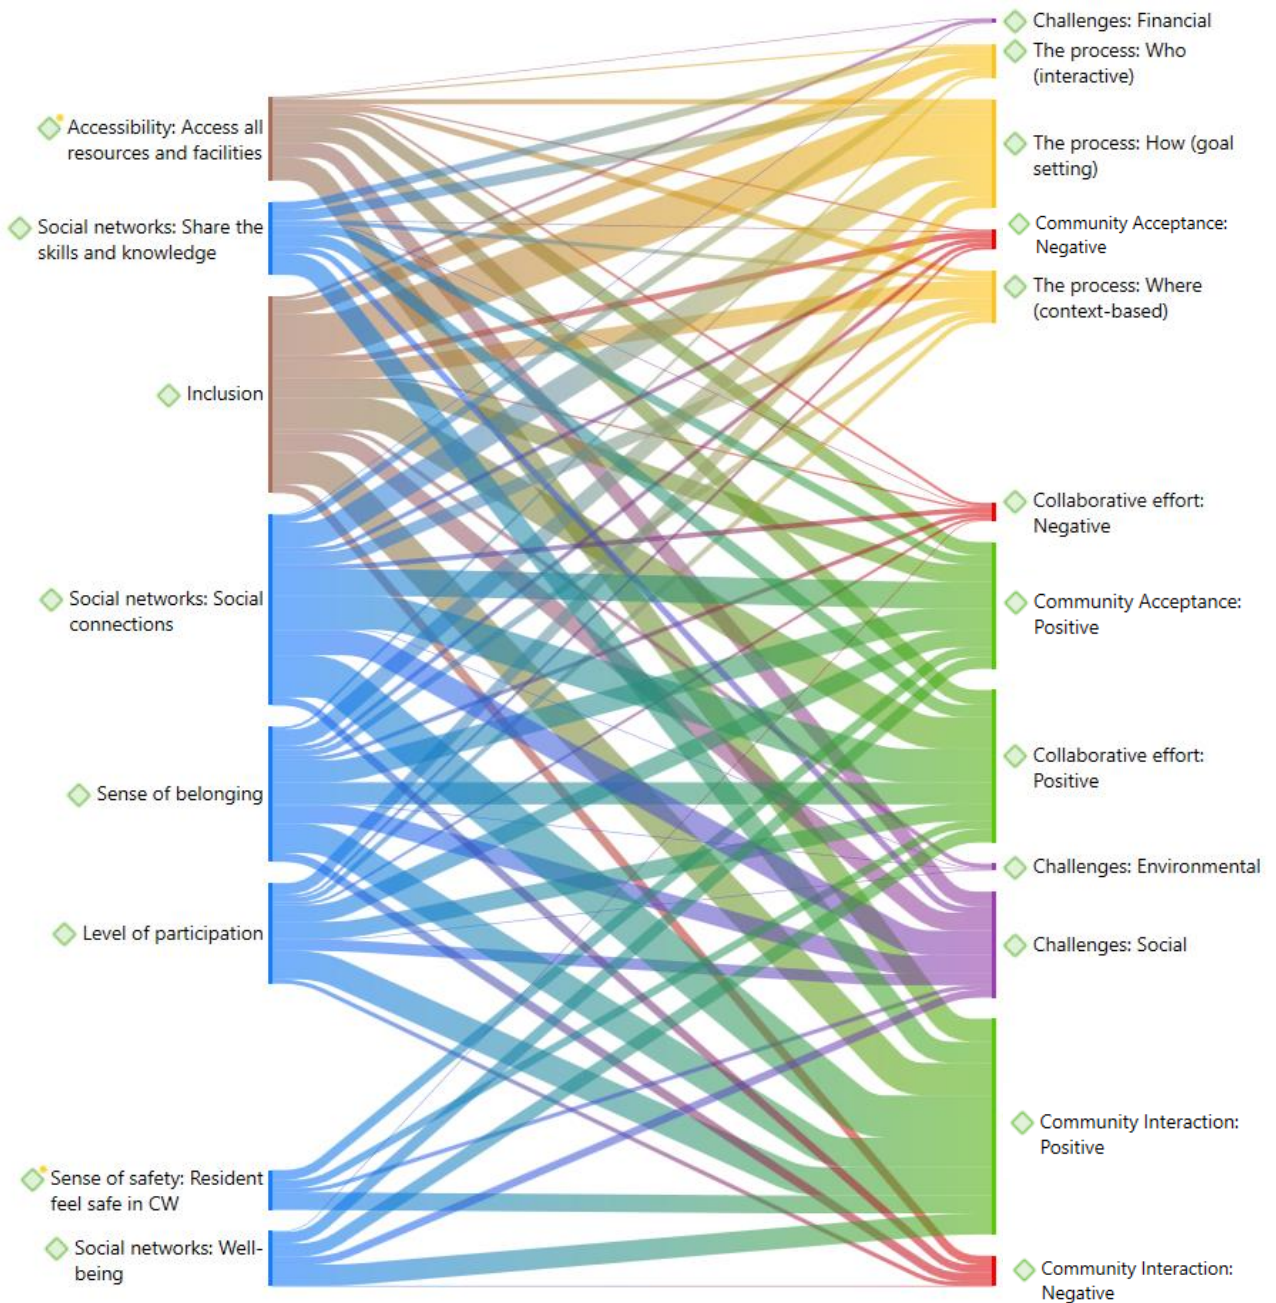 Accessibility: Access all
resources and facilities
Social networks: Share the
skills and knowledge
Inclusion
Social networks: Social
connections
Sense of belonging
Level of participation
Sense of safety: Resident
feel safe in CW
Social networks: Well-
being
Challenges: Financial
The process: Who
(interactive)
The process: How (goal
setting)
Community Acceptance:
Negative
The process: Where
(context-based)
Collaborative effort:
Negative
Community Acceptance:
Positive
Collaborative effort:
Positive
Challenges: Environmental
Challenges: Social
Community Interaction:
Positive
Community Interaction:
Negative